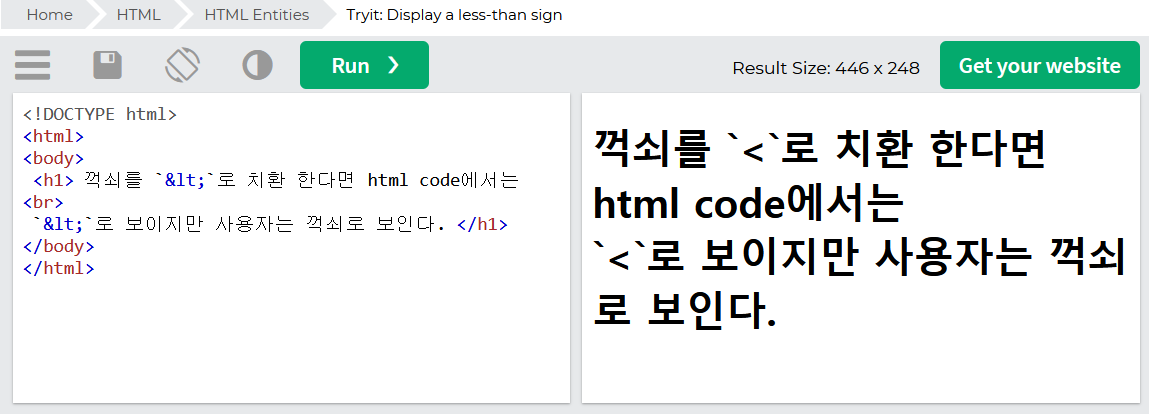 Home HTML HTML Entities Tryit: Display a less-than sign
Run ❯ Result Size: 446 x 248 Get your website
<!DOCTYPE html>
<html>
<body>
<h1> 꺽쇠를 `&lt;`로 치환 한다면 html code에서는
<br>
`&lt;`로 보이지만 사용자는 꺽쇠로 보인다. </h1>
</body>
</html>
꺽쇠를 `<`로 치환 한다면
html code에서는
`<`로 보이지만 사용자는 꺽쇠
로 보인다.